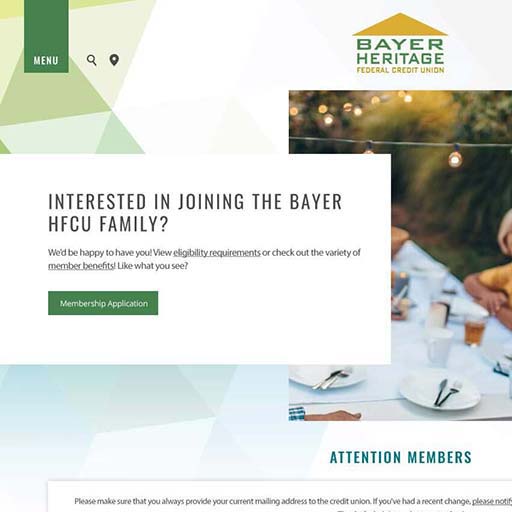 MENU
BAYER
HERITAGE
FEDERAL CREDIT UNION
INTERESTED IN JOINING THE BAYER
HFCU FAMILY?
We'd be happy to have you! View eligibility requirements or check out the variety of
member benefits! Like what you see?
Membership Application
ATTENTION MEMBERS
Please make sure that you always provide your current mailing address to the credit union. If you've had a recent change, please notif